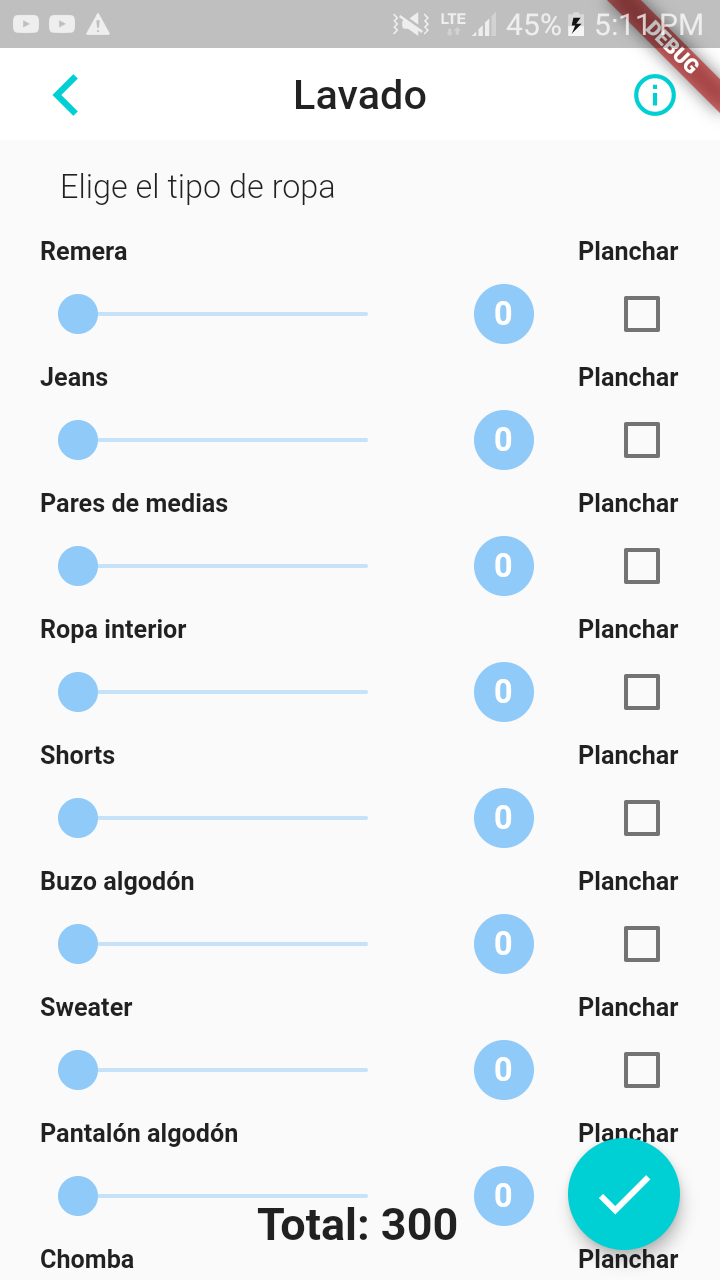 LTE 45% 5:11 PM
DEBUG
Lavado
Elige el tipo de ropa
Remera Planchar
0
Jeans Planchar
0
Pares de medias Planchar
0
Ropa interior Planchar
0
Shorts Planchar
0
Buzo algodón Planchar
0
Sweater Planchar
0
Pantalón algodón Planchar
0
Total: 300
Chomba Planchar